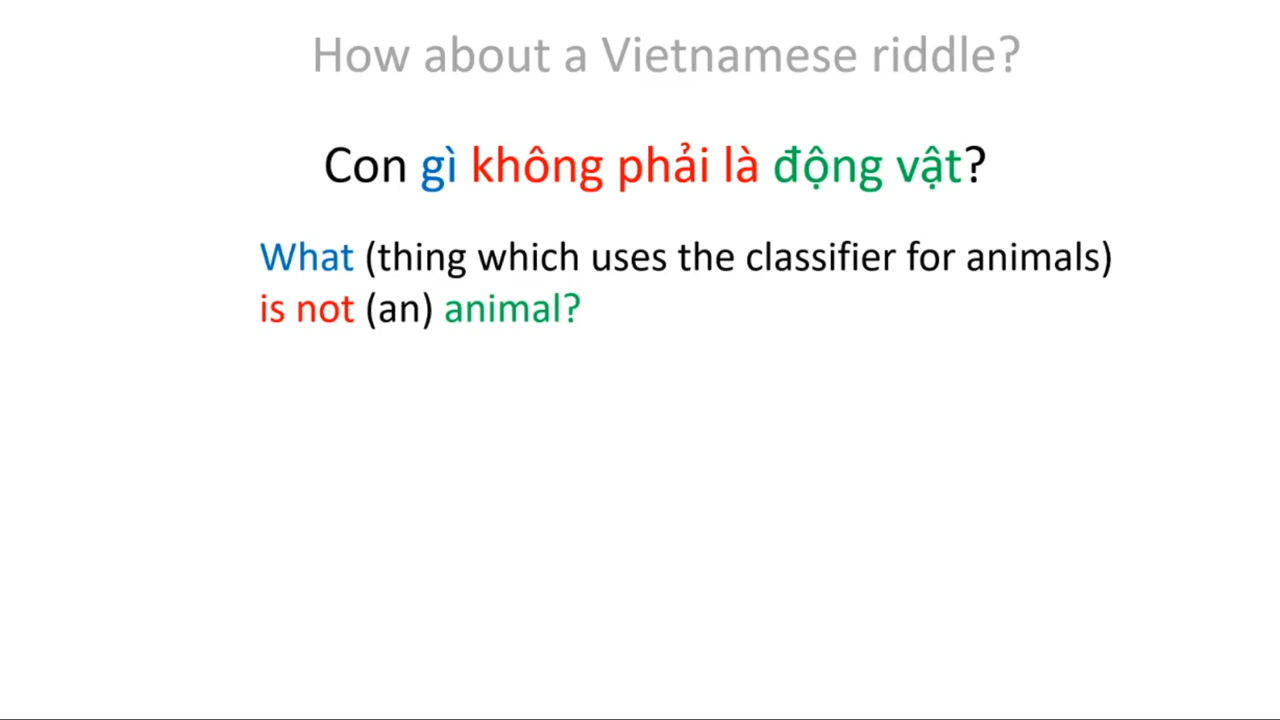 How about a Vietnamese riddle?
Con gì không phải là động vật?
What (thing which uses the classifier for animals)
is not (an) animal?